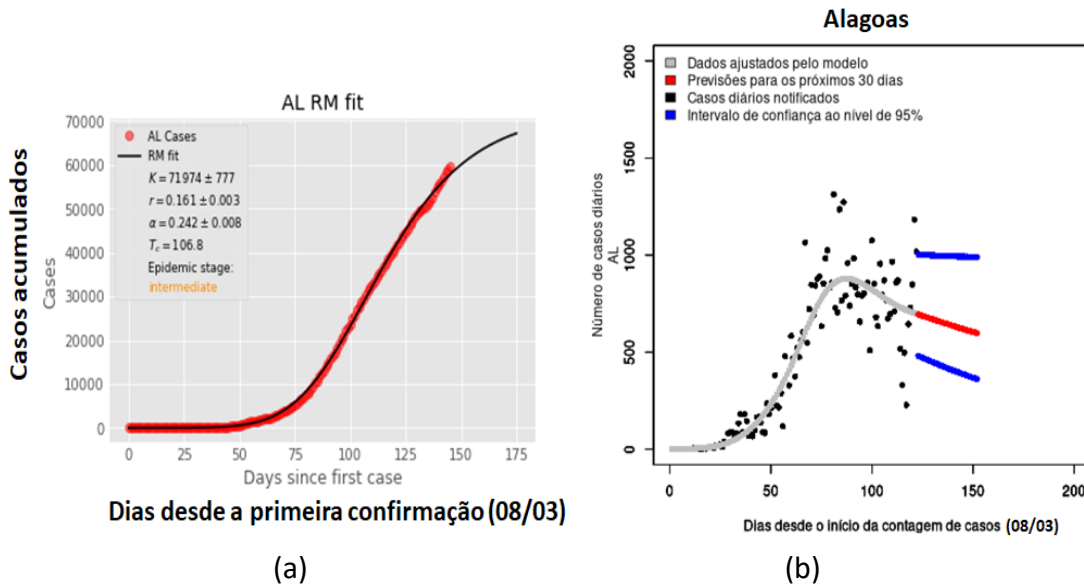 AL RM fit
Casos acumulados
Cases
70000
60000
50000
40000
30000
20000
10000
0
AL Cases
RM fit
K = 71974 ± 777
r = 0.161 ± 0.003
α = 0.242 ± 0.008
T_c = 106.8
Epidemic stage:
intermediate
0 25 50 75 100 125 150 175
Days since first case
Dias desde a primeira confirmação (08/03)
(a)
Alagoas
Número de casos diários
AL
2000
1500
1000
500
0
Dados ajustados pelo modelo
Previsões para os próximos 30 dias
Casos diários notificados
Intervalo de confiança ao nível de 95%
0 50 100 150 200
Dias desde o início da contagem de casos (08/03)
(b)